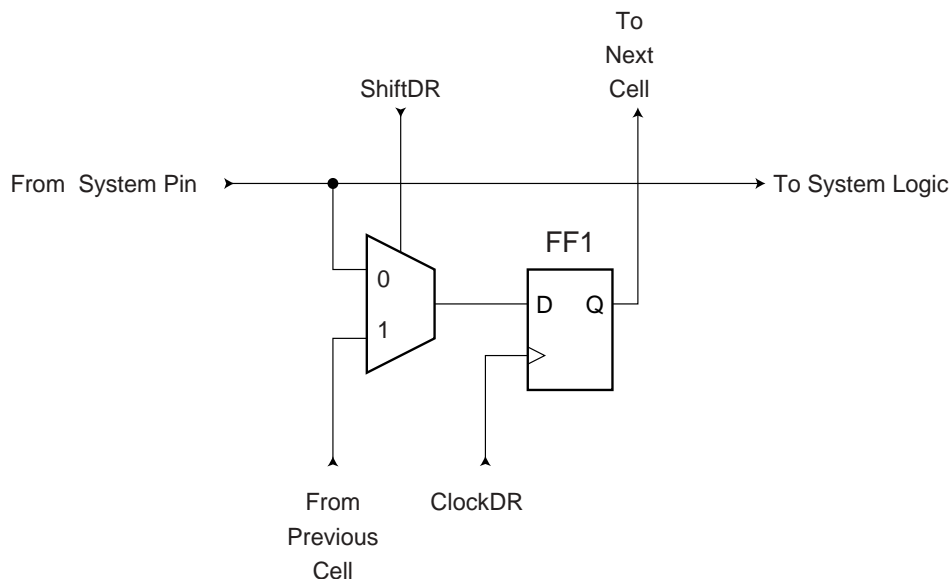 To
Next
Cell
ShiftDR
From System Pin
To System Logic
FF1
0
1
D Q
From
Previous
Cell
ClockDR